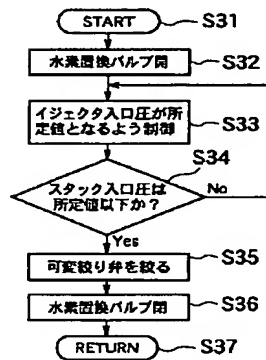 START
S31
水素置換バルブ閉
S32
イジェクタ入口圧が所
定値となるよう制御
S33
S34
スタック入口圧は
所定値以下か?
No
Yes
可変絞り弁を絞る
S35
水素置換バルブ閉
S36
RETURN
S37